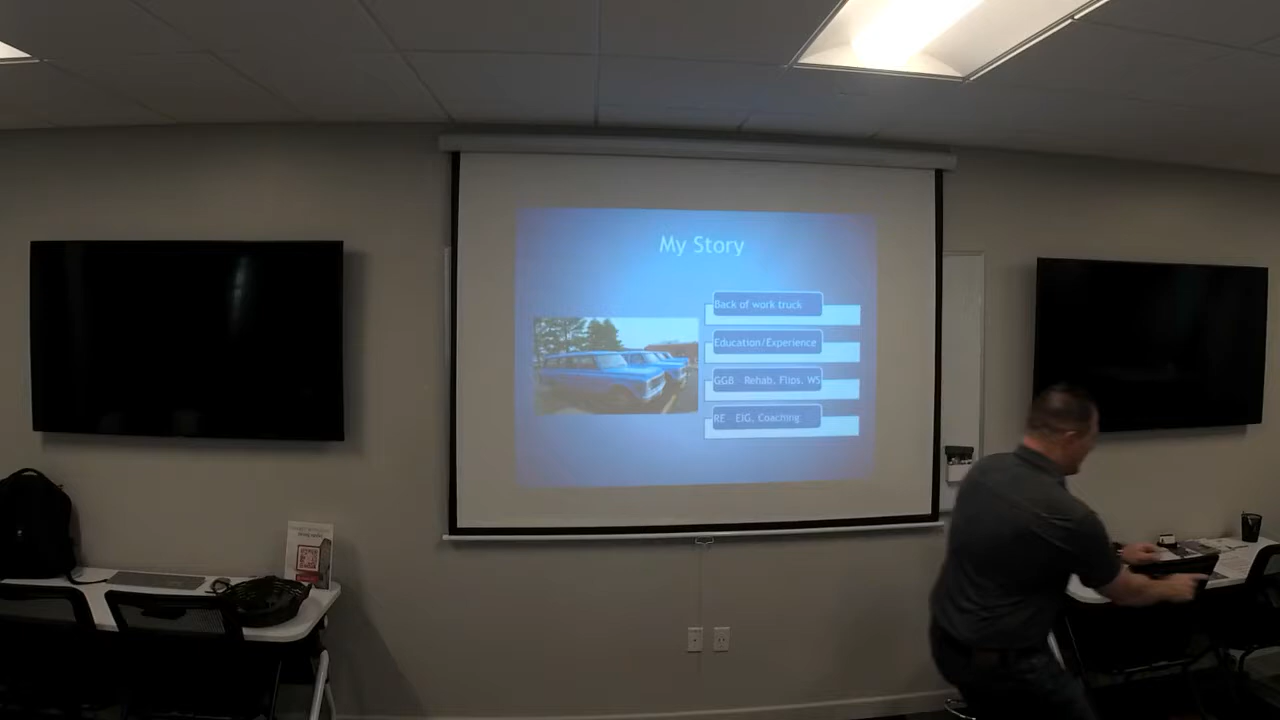 My Story
Back of work truck
Education/Experience
GGB - Rehab, Flips, WS
RE - EIG, Coaching